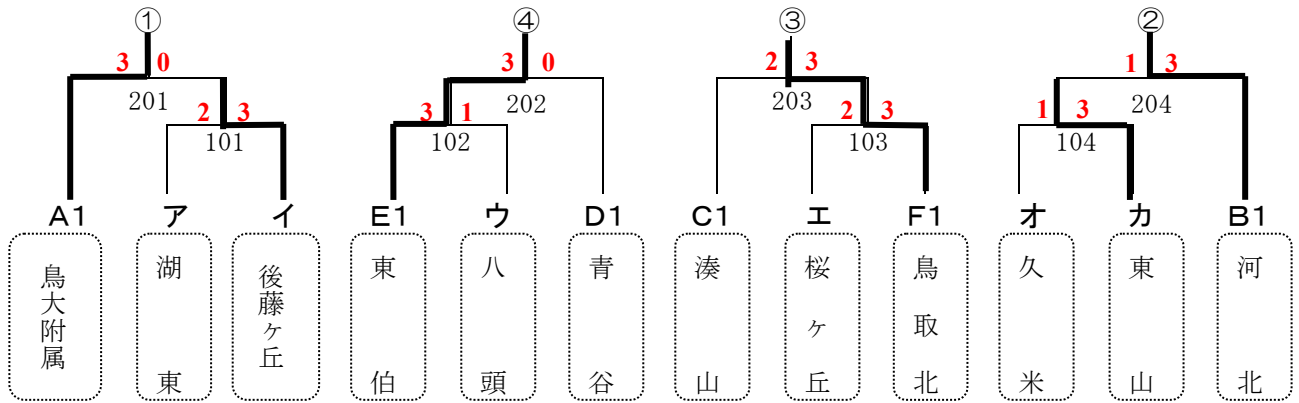 ① ④ ③ ②
3 0 3 0 2 3 1 3
201 2 3 3 1 202 203 2 3 1 3 204
101 102 103 104
A1 ア イ E1 ウ D1 C1 エ F1 オ カ B1
鳥大附属
湖東
後藤ヶ丘
東伯
八頭
青谷
湊山
桜ヶ丘
鳥取北
久米
東山
河北